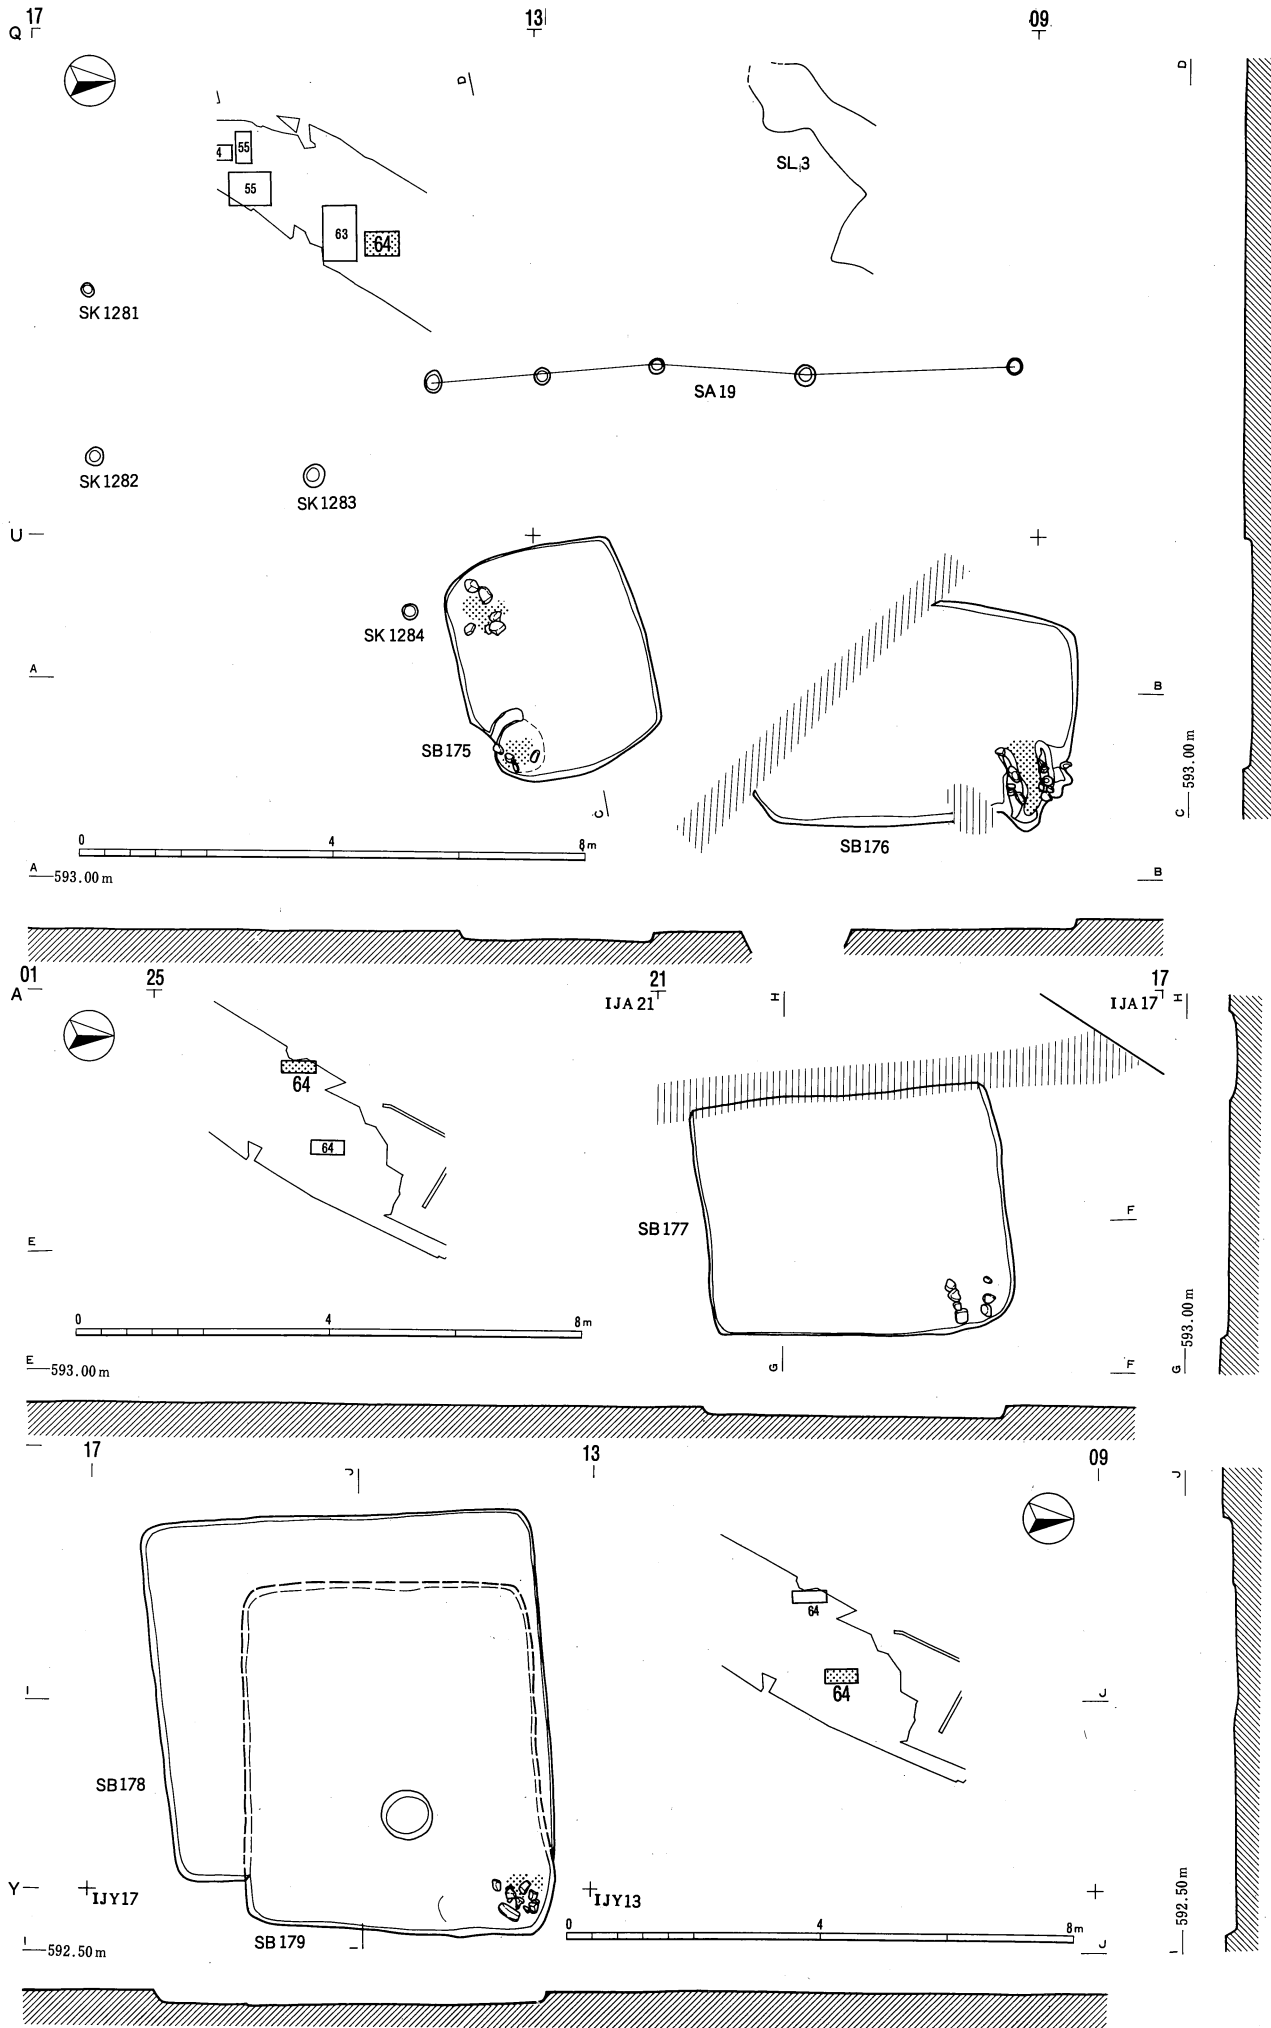 17 13 09
Q
D D
4 55
55
63 64
SL 3
SK 1281
SA 19
SK 1282
SK 1283
U
SK 1284
A B
SB 175
C C 593.00 m
SB 176
0 4 8 m
A 593.00 m B
01 25 21 17
A
IJA 21 H IJA 17 H
64
64
SB 177 F
E
G G 593.00 m
0 4 8 m
E 593.00 m F
17 13 09
J J
64
64
I J
SB 178
Y IJY 17 IJY 13
SB 179 I I 592.50 m
0 4 8 m
I 592.50 m J